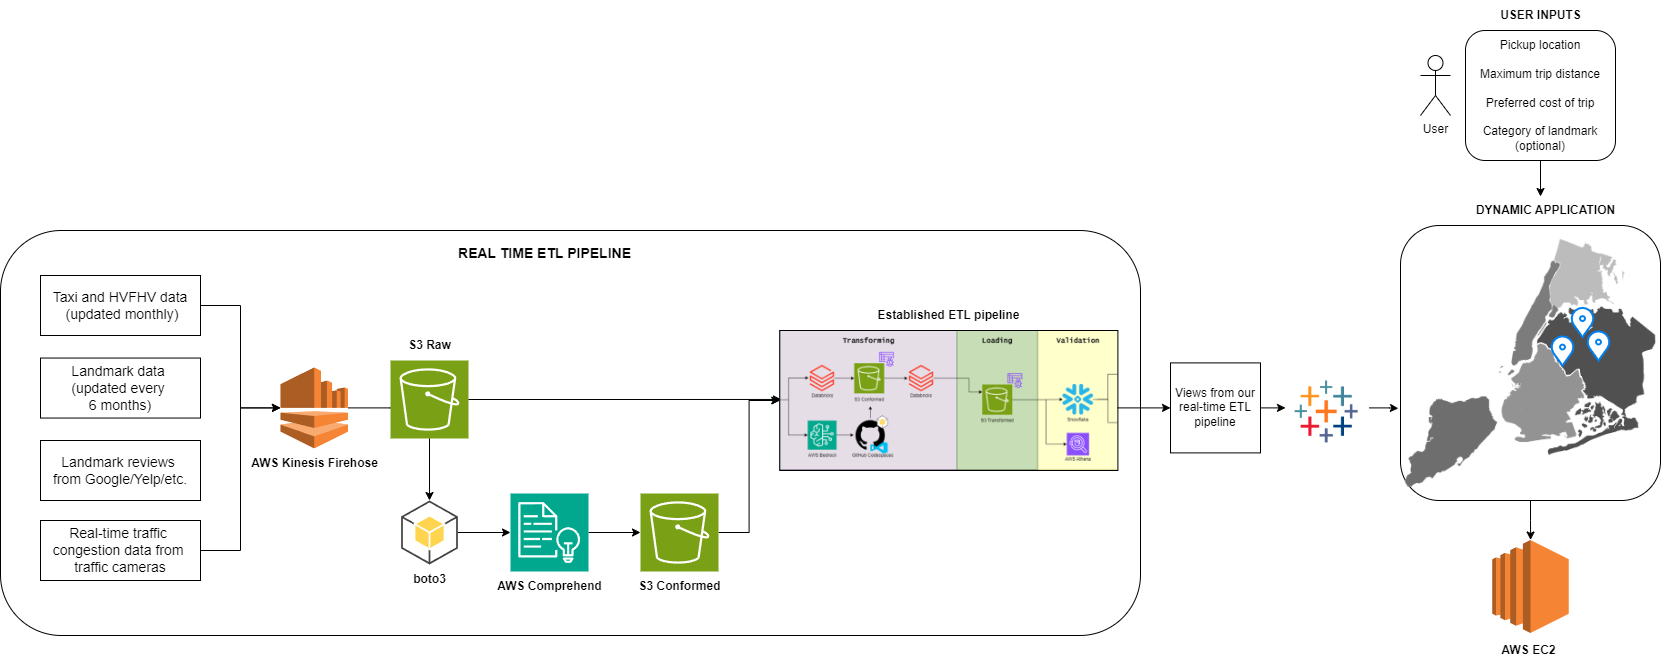 USER INPUTS
Pickup location
Maximum trip distance
Preferred cost of trip
Category of landmark
(optional)
User
DYNAMIC APPLICATION
REAL TIME ETL PIPELINE
Taxi and HVFHV data
(updated monthly)
Landmark data
(updated every
6 months)
Landmark reviews
from Google/Yelp/etc.
Real-time traffic
congestion data from
traffic cameras
AWS Kinesis Firehose
S3 Raw
boto3
AWS Comprehend
S3 Conformed
Established ETL pipeline
Transforming
Loading
Validation
Databricks
S3 Conformed
Databricks
AWS Bedrock
GitHub Codespaces
S3 Transformed
Snowflake
AWS Athena
Views from our
real-time ETL
pipeline
AWS EC2